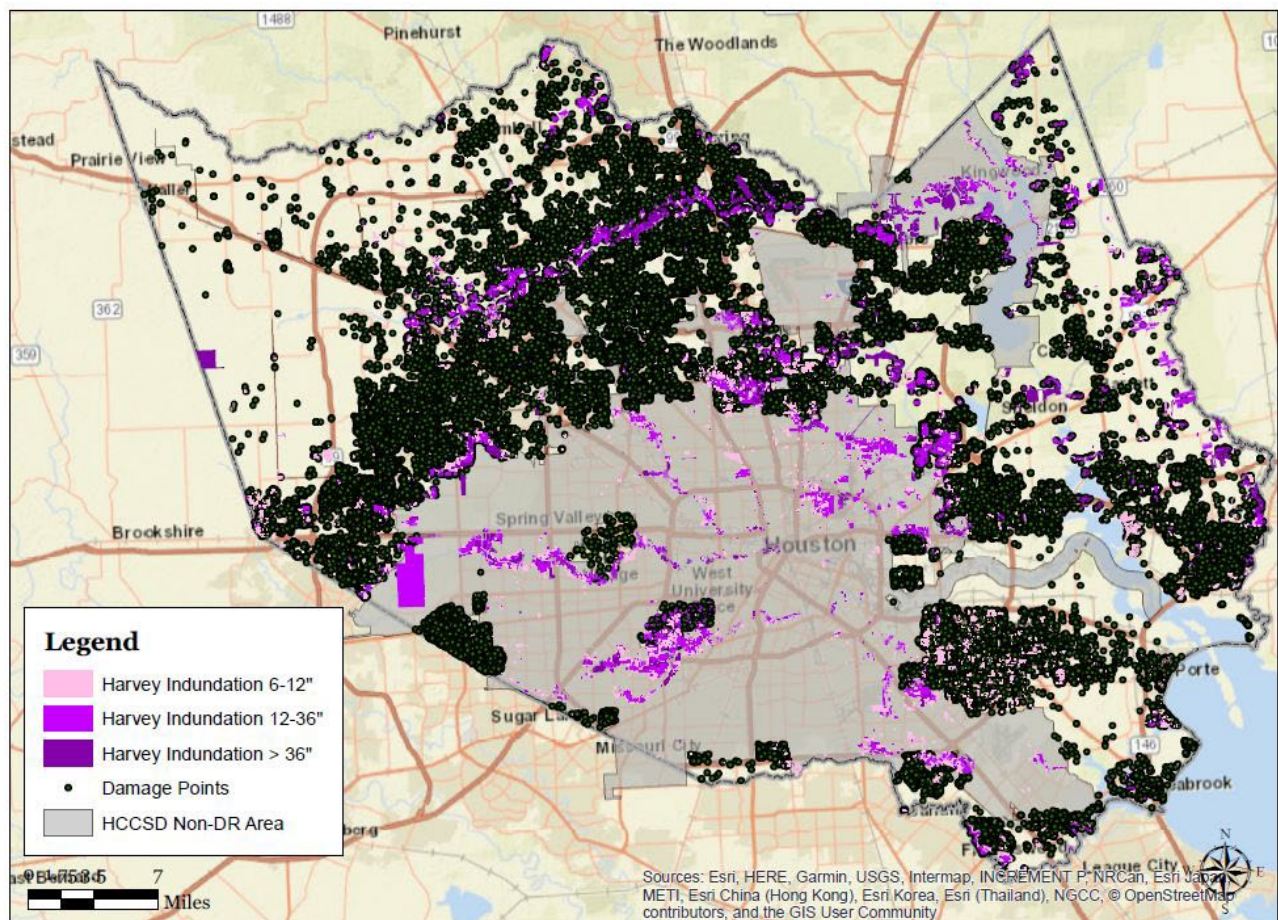 1488
Pinehurst
The Woodlands
Prairie View
Kingwood
362
359
Sheldon
Brookshire
Spring Valley
Houston
West
University
Sugar La
Missouri City
Porte
146
eabrook
League City
Legend
Harvey Indundation 6-12"
Harvey Indundation 12-36"
Harvey Indundation > 36"
Damage Points
HCCSD Non-DR Area
7
Miles
N
E
S
Sources: Esri, HERE, Garmin, USGS, Intermap, INCREMENT P, NRCan, Esri Japan,
METI, Esri China (Hong Kong), Esri Korea, Esri (Thailand), NGCC, © OpenStreetMap
contributors, and the GIS User Community